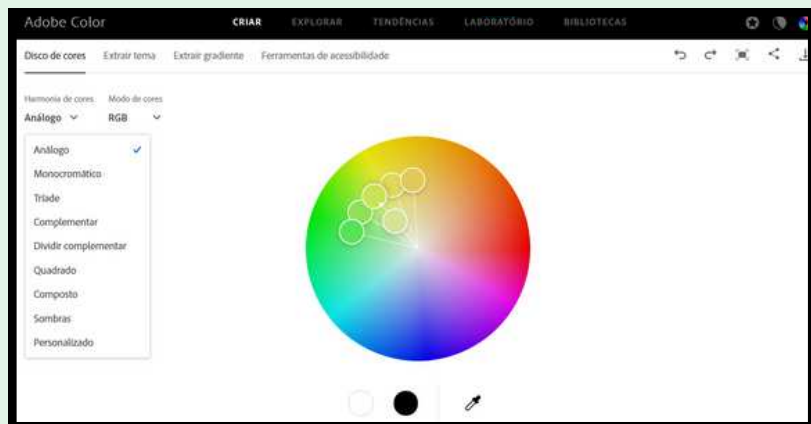 Adobe Color CRIAR EXPLORAR TENDÊNCIAS LABORATÓRIO BIBLIOTECAS
Disco de cores Extrair tema Extrair gradiente Ferramentas de acessibilidade
Harmonia de cores Modo de cores
Análogo RGB
Análogo
Monocromático
Tríade
Complementar
Dividir complementar
Quadrado
Composto
Sombras
Personalizado